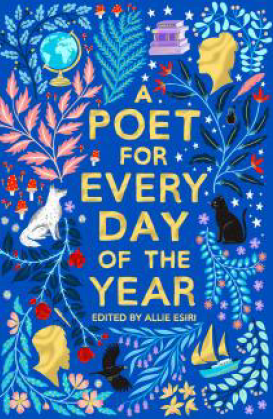 A
POET
FOR
EVERY
DAY
OF THE
YEAR
EDITED BY ALLIE ESIRI